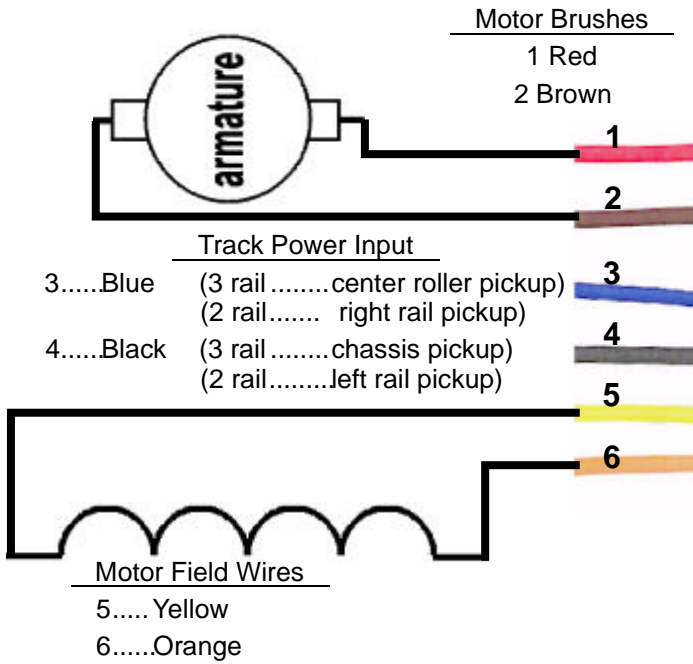 Motor Brushes
1 Red
2 Brown
armature
1
2
Track Power Input
3......Blue (3 rail ........center roller pickup)
(2 rail....... right rail pickup)
3
4......Black (3 rail ........chassis pickup)
(2 rail.........left rail pickup)
4
5
6
Motor Field Wires
5..... Yellow
6......Orange